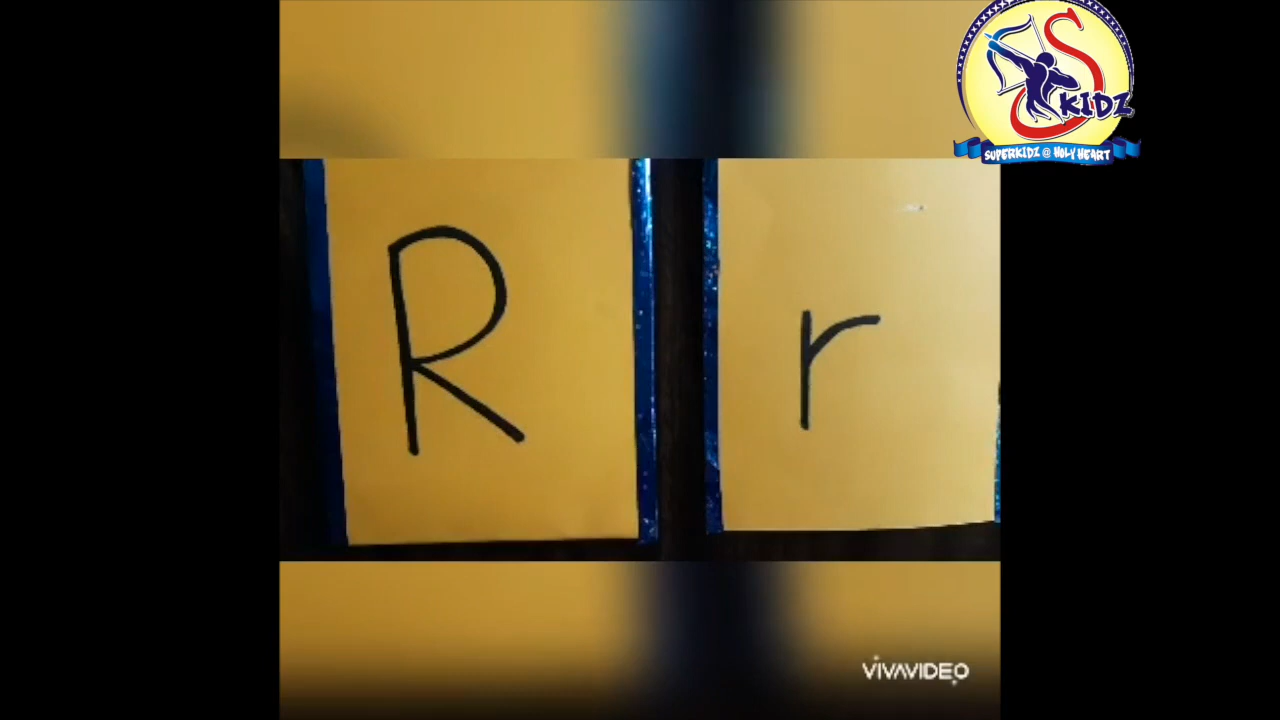 S
KIDZ
SUPERKIDZ @ HOLY HEART
R r
VIVAVIDEO